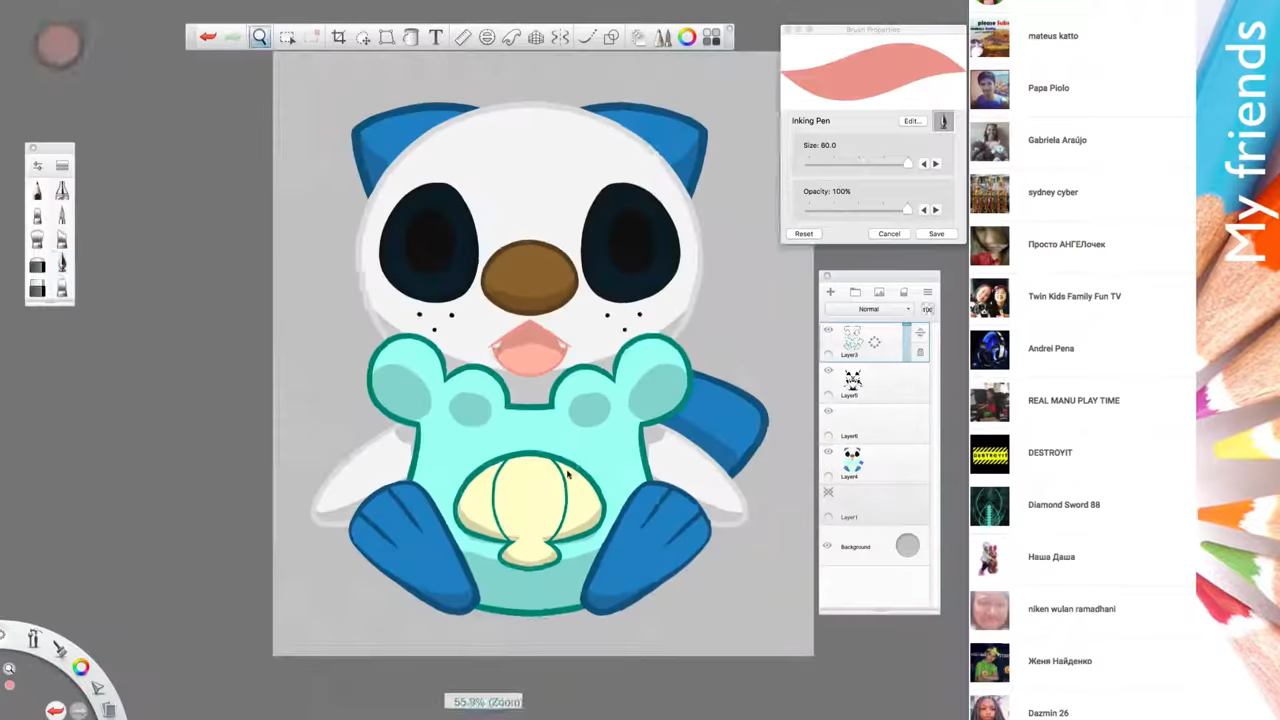 T
Brush Properties
Inking Pen
Edit...
Size: 60.0
Opacity: 100%
Reset
Cancel
Save
Normal
Layer3
Layer5
Layer6
Layer4
Layer1
Background
55.9% (Zoom)
please Subs
mateus katto
Papa Piolo
Gabriela Araújo
sydney cyber
Просто АНГЕЛочек
Twin Kids Family Fun TV
Andrei Pena
REAL MANU PLAY TIME
DESTROYIT
DESTROYIT
Diamond Sword 88
Наша Даша
niken wulan ramadhani
Женя Найденко
Dazmin 26
My friends